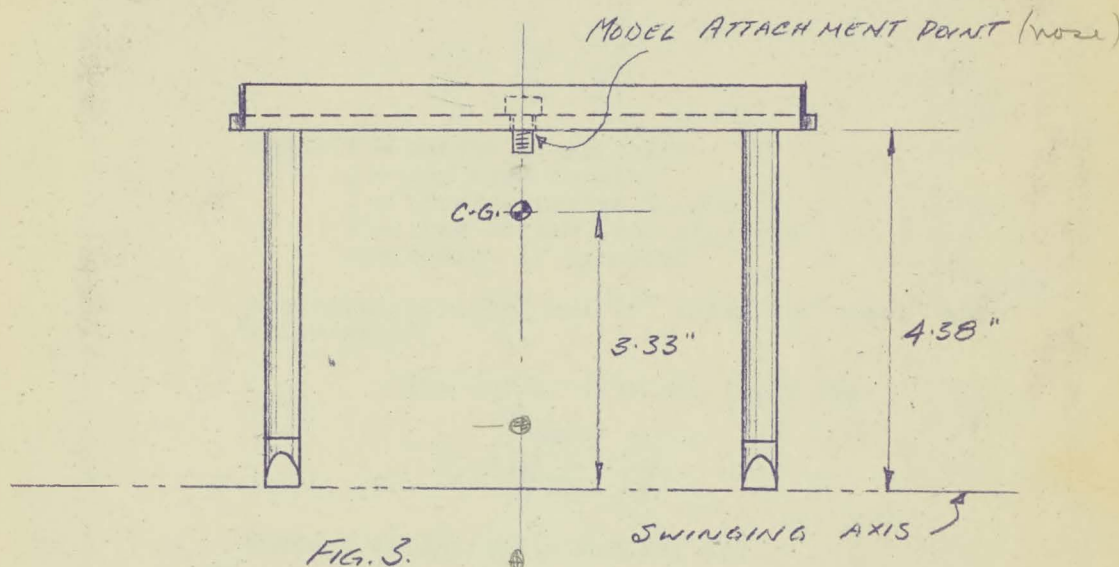 MODEL ATTACHMENT POINT (nose)
C.G.
3.33"
4.38"
SWINGING AXIS
FIG. 3.